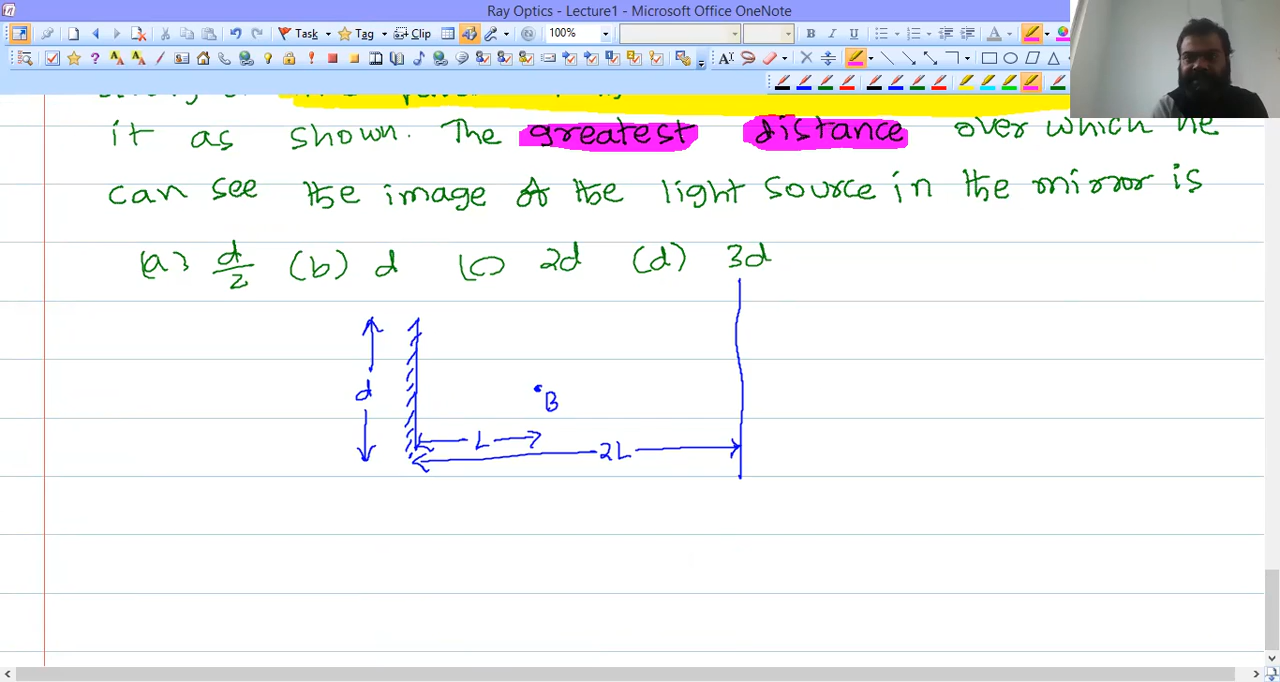 Ray Optics - Lecture1 - Microsoft Office OneNote
Task Tag Clip 100% B I U A
it as shown. The greatest distance over which he
can see the image of the light source in the mirror is
(a) d/2 (b) d (c) 2d (d) 3d
d
B
L
2L